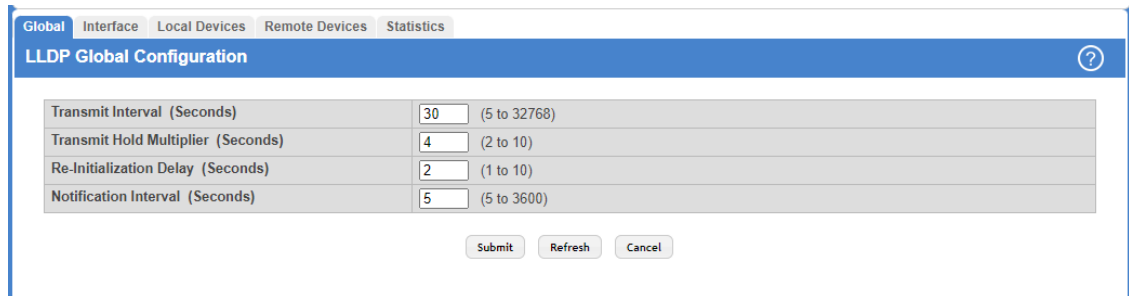 Global Interface Local Devices Remote Devices Statistics
LLDP Global Configuration ?
Transmit Interval (Seconds) 30 (5 to 32768)
Transmit Hold Multiplier (Seconds) 4 (2 to 10)
Re-Initialization Delay (Seconds) 2 (1 to 10)
Notification Interval (Seconds) 5 (5 to 3600)
Submit Refresh Cancel